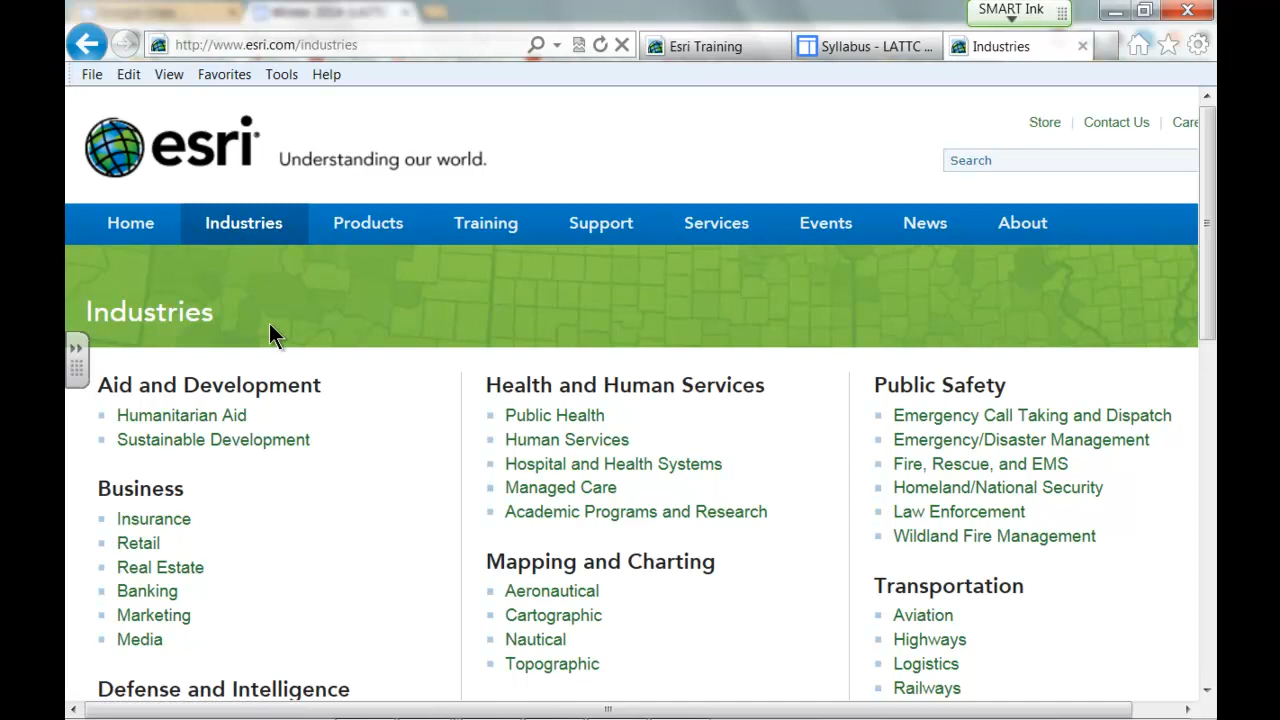 SMART Ink
http://www.esri.com/industries
Esri Training
Syllabus - LATTC ...
Industries
File Edit View Favorites Tools Help
esri Understanding our world.
Store | Contact Us | Care
Search
Home Industries Products Training Support Services Events News About
Industries
Aid and Development
Humanitarian Aid
Sustainable Development
Business
Insurance
Retail
Real Estate
Banking
Marketing
Media
Defense and Intelligence
Health and Human Services
Public Health
Human Services
Hospital and Health Systems
Managed Care
Academic Programs and Research
Mapping and Charting
Aeronautical
Cartographic
Nautical
Topographic
Public Safety
Emergency Call Taking and Dispatch
Emergency/Disaster Management
Fire, Rescue, and EMS
Homeland/National Security
Law Enforcement
Wildland Fire Management
Transportation
Aviation
Highways
Logistics
Railways